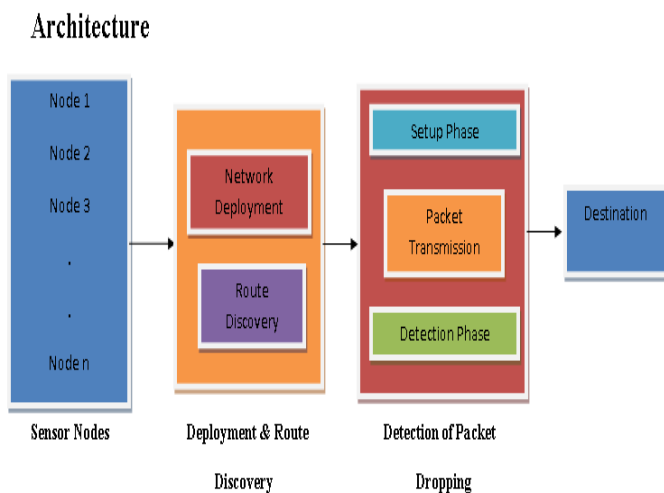 Architecture
Node 1
Node 2
Node 3
.
.
Node n
Sensor Nodes
Network
Deployment
Route
Discovery
Deployment & Route
Discovery
Setup Phase
Packet
Transmission
Detection Phase
Detection of Packet
Dropping
Destination